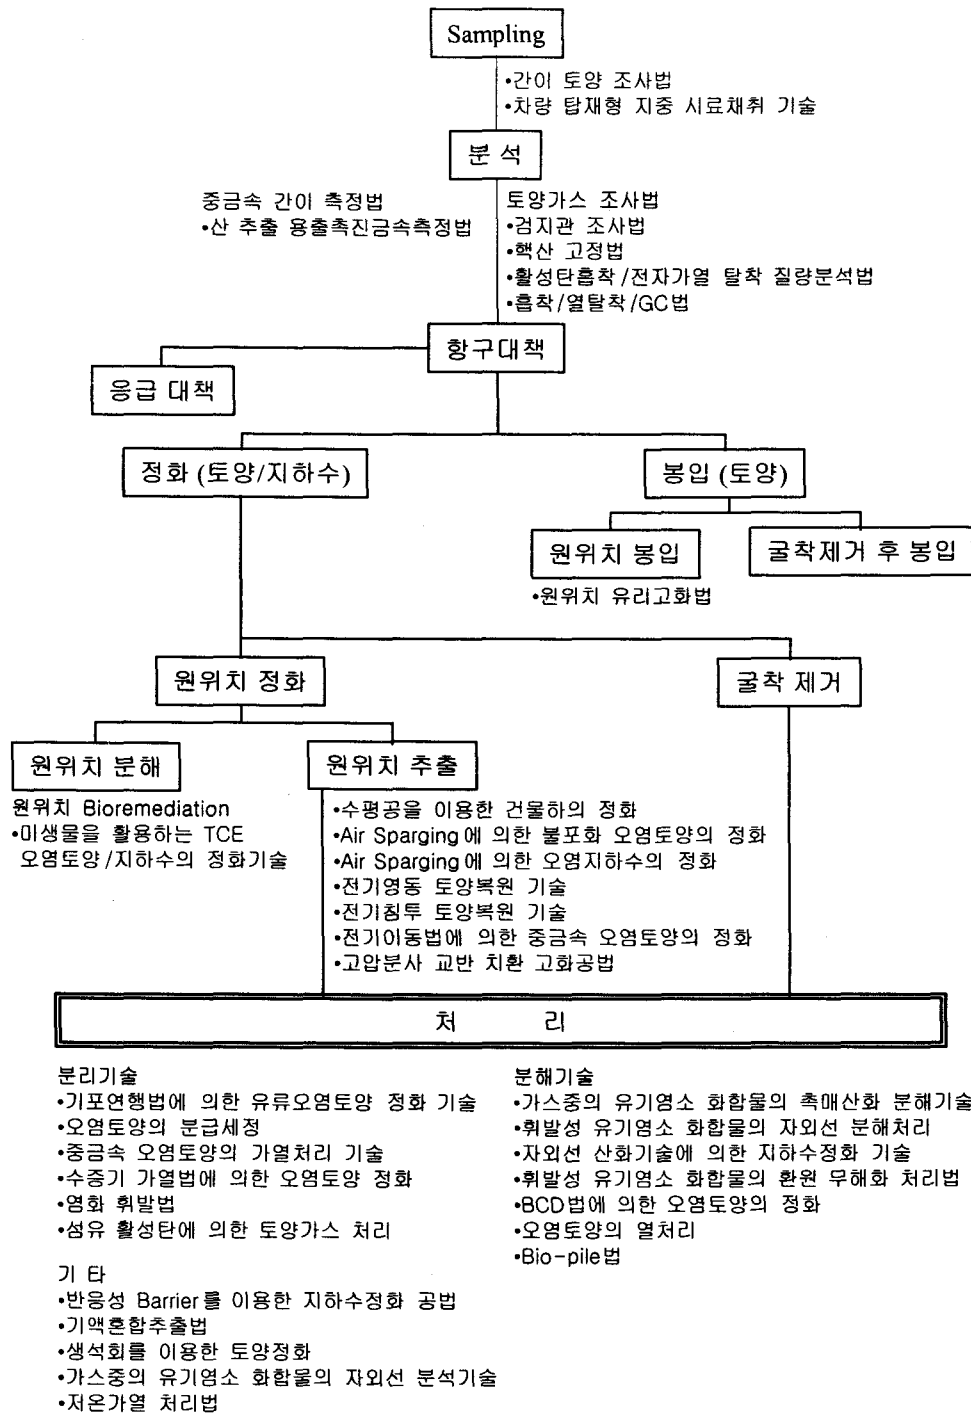 Sampling
•간이 토양 조사법
•차량 탑재형 지중 시료채취 기술
분 석
중금속 간이 측정법
•산 추출 용출촉진금속측정법
토양가스 조사법
•검지관 조사법
•핵산 고정법
•활성탄흡착/전자가열 탈착 질량분석법
•흡착/열탈착/GC법
항구대책
응급 대책
정화 (토양/지하수)
봉입 (토양)
원위치 봉입
굴착제거 후 봉입
•원위치 유리고화법
원위치 정화
굴착 제거
원위치 분해
원위치 추출
원위치 Bioremediation
•미생물을 활용하는 TCE
오염토양/지하수의 정화기술
•수평공을 이용한 건물하의 정화
•Air Sparging에 의한 불포화 오염토양의 정화
•Air Sparging에 의한 오염지하수의 정화
•전기영동 토양복원 기술
•전기침투 토양복원 기술
•전기이동법에 의한 중금속 오염토양의 정화
•고압분사 교반 치환 고화공법
처 리
분리기술
•기포연행법에 의한 유류오염토양 정화 기술
•오염토양의 분급세정
•중금속 오염토양의 가열처리 기술
•수증기 가열법에 의한 오염토양 정화
•염화 휘발법
•섬유 활성탄에 의한 토양가스 처리
분해기술
•가스중의 유기염소 화합물의 촉매산화 분해기술
•휘발성 유기염소 화합물의 자외선 분해처리
•자외선 산화기술에 의한 지하수정화 기술
•휘발성 유기염소 화합물의 환원 무해화 처리법
•BCD법에 의한 오염토양의 정화
•오염토양의 열처리
•Bio-pile법
기 타
•반응성 Barrier를 이용한 지하수정화 공법
•기액혼합추출법
•생석회를 이용한 토양정화
•가스중의 유기염소 화합물의 자외선 분석기술
•저온가열 처리법